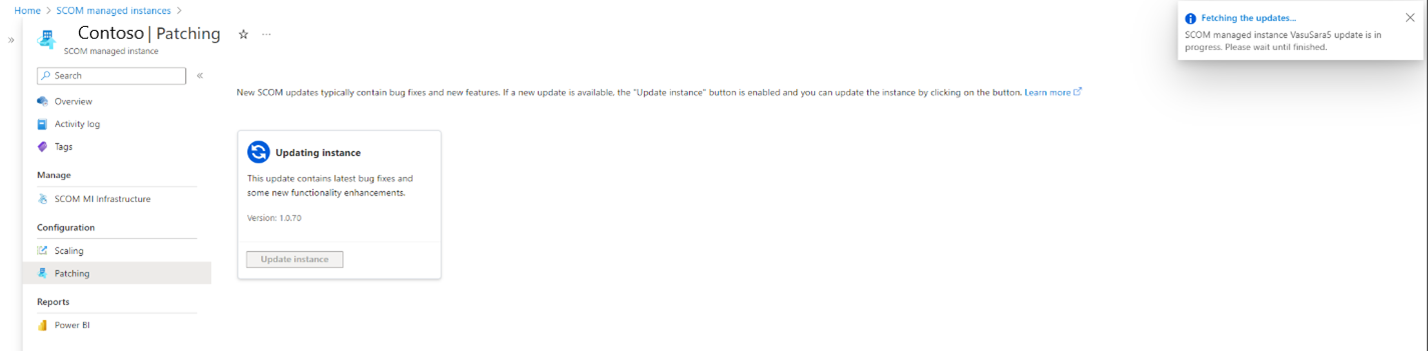 Home > SCOM managed instances >
Contoso | Patching
SCOM managed instance
Search
Overview
Activity log
Tags
Manage
SCOM MI Infrastructure
Configuration
Scaling
Patching
Reports
Power BI
New SCOM updates typically contain bug fixes and new features. If a new update is available, the "Update instance" button is enabled and you can update the instance by clicking on the button. Learn more
Updating instance
This update contains latest bug fixes and
some new functionality enhancements.
Version: 1.0.70
Update instance
Fetching the updates...
SCOM managed instance VasuSara5 update is in
progress. Please wait until finished.